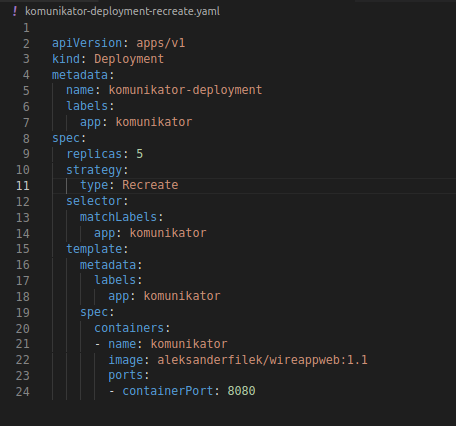 ! komunikator-deployment-recreate.yaml
1
2 apiVersion: apps/v1
3 kind: Deployment
4 metadata:
5   name: komunikator-deployment
6   labels:
7     app: komunikator
8 spec:
9   replicas: 5
10   strategy:
11     type: Recreate
12   selector:
13     matchLabels:
14       app: komunikator
15   template:
16     metadata:
17       labels:
18         app: komunikator
19     spec:
20       containers:
21       - name: komunikator
22         image: aleksanderfilek/wireappweb:1.1
23         ports:
24         - containerPort: 8080